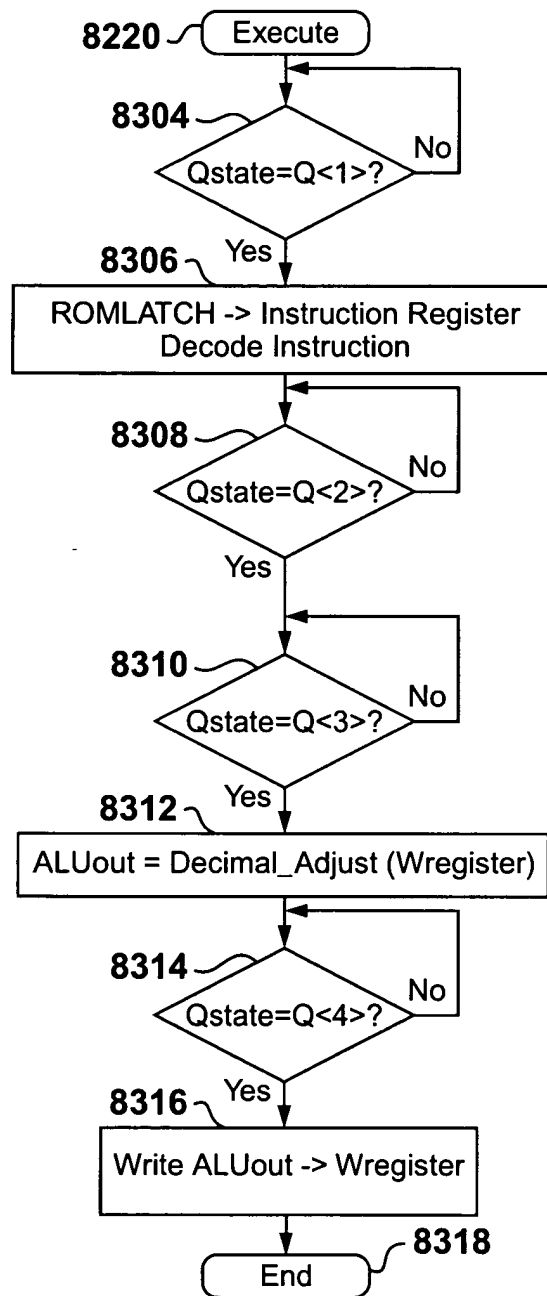 8220
Execute
8304
Qstate=Q<1>?
No
Yes
8306
ROMLATCH -> Instruction Register
Decode Instruction
8308
Qstate=Q<2>?
No
Yes
8310
Qstate=Q<3>?
No
Yes
8312
ALUout = Decimal_Adjust (Wregister)
8314
Qstate=Q<4>?
No
Yes
8316
Write ALUout -> Wregister
8318
End